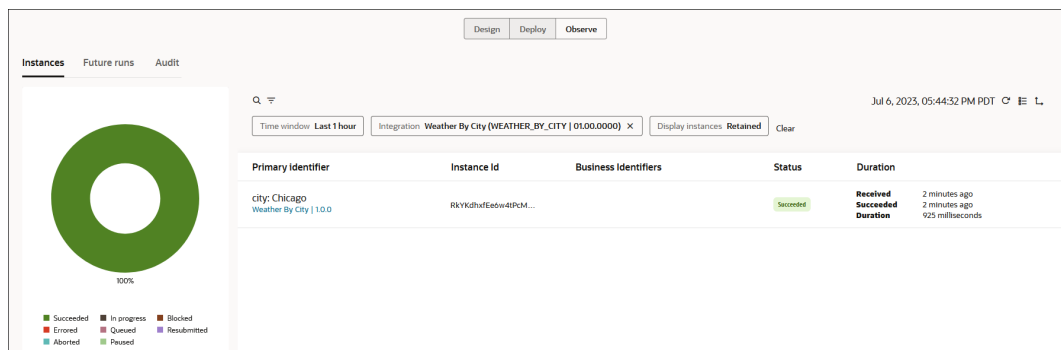 Design Deploy Observe
Instances Future runs Audit
Jul 6, 2023, 05:44:32 PM PDT
Time window Last 1 hour Integration Weather By City (WEATHER_BY_CITY | 01.00.0000) × Display instances Retained Clear
Primary identifier Instance Id Business Identifiers Status Duration
city: Chicago
Weather By City | 1.0.0
RkYKdhxfEe6w4tPcM...
Succeeded
Received 2 minutes ago
Succeeded 2 minutes ago
Duration 925 milliseconds
100%
Succeeded In progress Blocked
Errored Queued Resubmitted
Aborted Paused